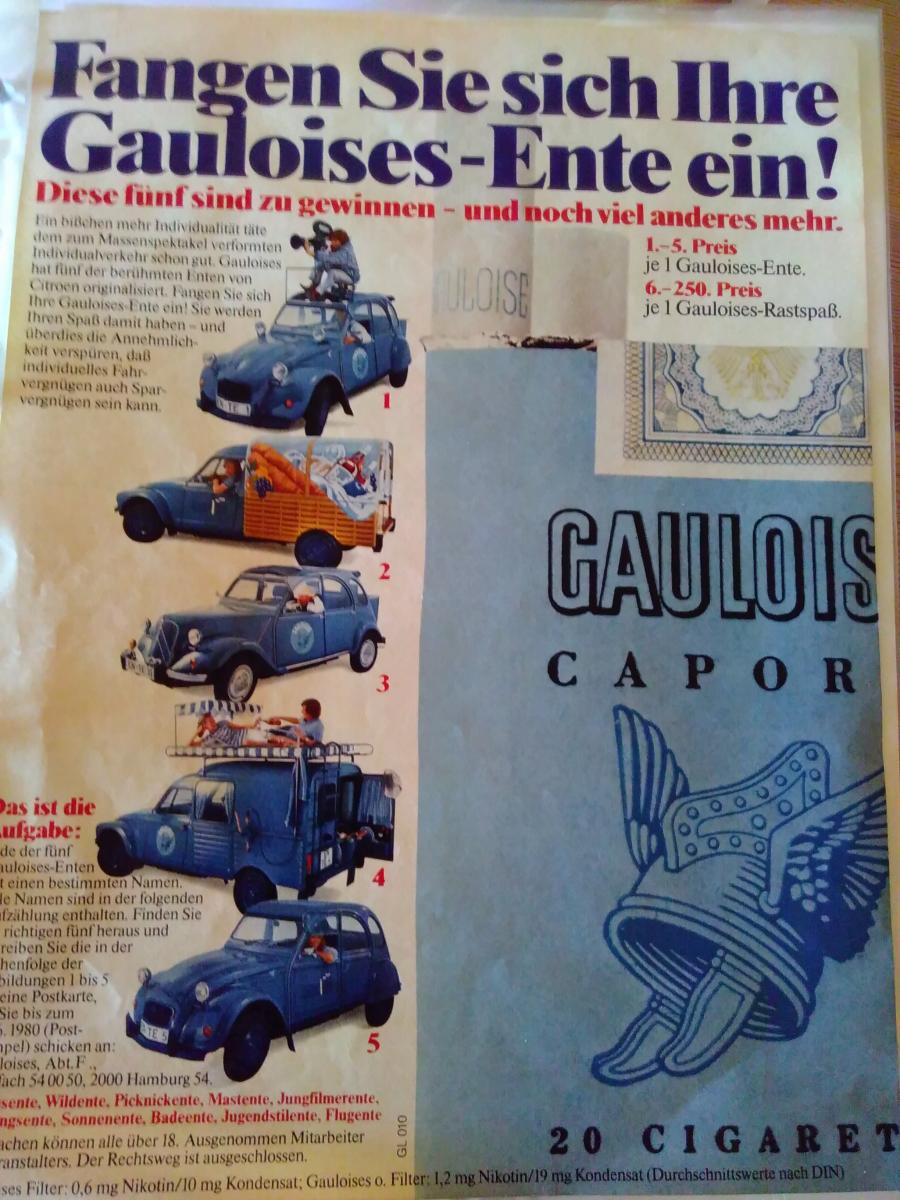 Fangen Sie sich Ihre
Gauloises-Ente ein!
Diese fünf sind zu gewinnen – und noch viel anderes mehr.
Ein bißchen mehr Individualität täte
dem zum Massenspektakel verformten
Individualverkehr schon gut. Gauloises
hat fünf der berühmten Enten von
Citroen originalisiert. Fangen Sie sich
Ihre Gauloises-Ente ein! Sie werden
Ihren Spaß damit haben – und
überdies die Annehmlich-
keit verspüren, daß
individuelles Fahr-
vergnügen auch Spar-
vergnügen sein kann.
1.–5. Preis
je 1 Gauloises-Ente.
6.–250. Preis
je 1 Gauloises-Rastspaß.
AULOISE
1
2
3
4
5
TE 1
TE 5
GAULOIS
CAPOR
20 CIGARET
Das ist die
Aufgabe:
de der fünf
auloises-Enten
t einen bestimmten Namen.
le Namen sind in der folgenden
fzählung enthalten. Finden Sie
richtigen fünf heraus und
reiben Sie die in der
henfolge der
bildungen 1 bis 5
eine Postkarte,
Sie bis zum
. 1980 (Post-
mpel) schicken an:
loises, Abt. F .,
fach 54 00 50, 2000 Hamburg 54.
sente, Wildente, Picknickente, Mastente, Jungfilmerente,
ngsente, Sonnenente, Badeente, Jugendstilente, Flugente
achen können alle über 18. Ausgenommen Mitarbeiter
ranstalters. Der Rechtsweg ist ausgeschlossen.
GL 010
ses Filter: 0,6 mg Nikotin/10 mg Kondensat; Gauloises o. Filter: 1,2 mg Nikotin/19 mg Kondensat (Durchschnittswerte nach DIN)